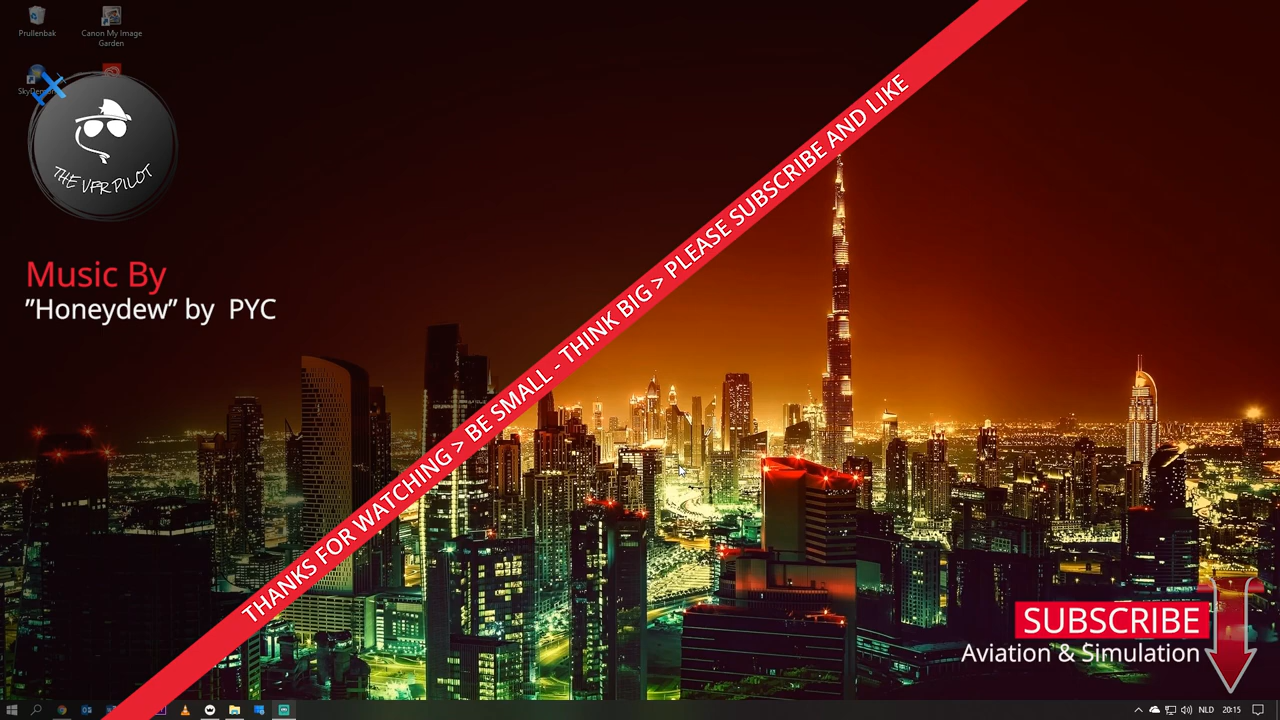 Prullenbak
Canon My Image
Garden
THE VFR PILOT
Music By
"Honeydew" by PYC
THANKS FOR WATCHING > BE SMALL - THINK BIG > PLEASE SUBSCRIBE AND LIKE
SUBSCRIBE
Aviation & Simulation
NLD
20:15